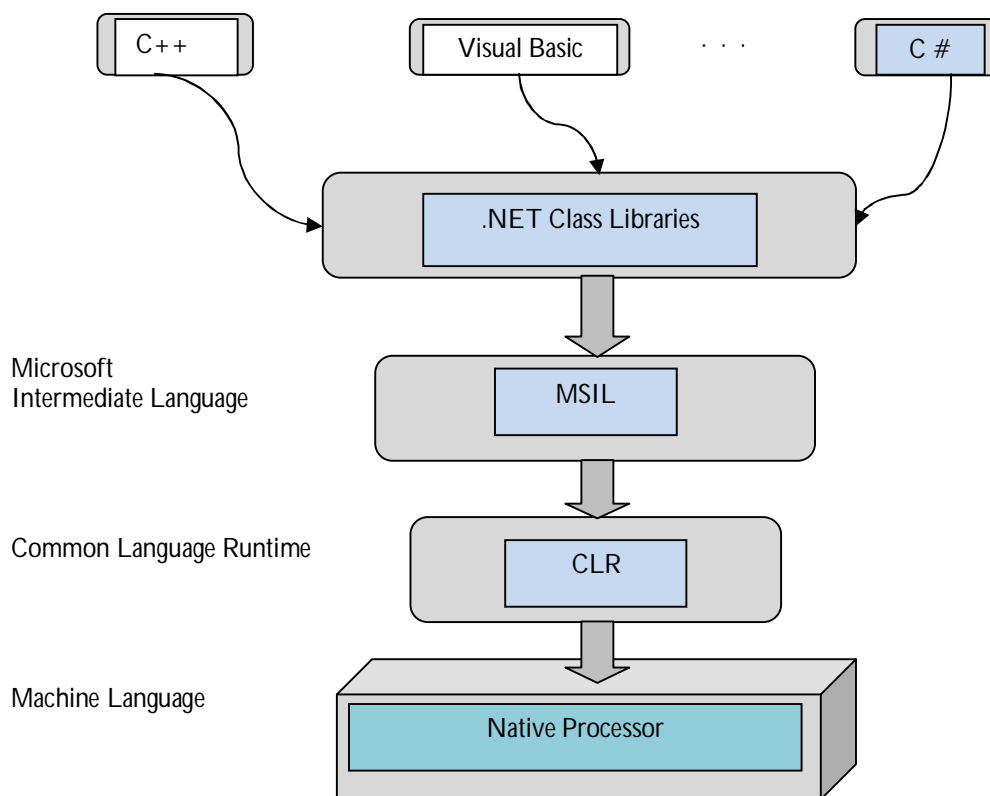 C++
Visual Basic
. . .
C #
.NET Class Libraries
Microsoft
Intermediate Language
MSIL
Common Language Runtime
CLR
Machine Language
Native Processor